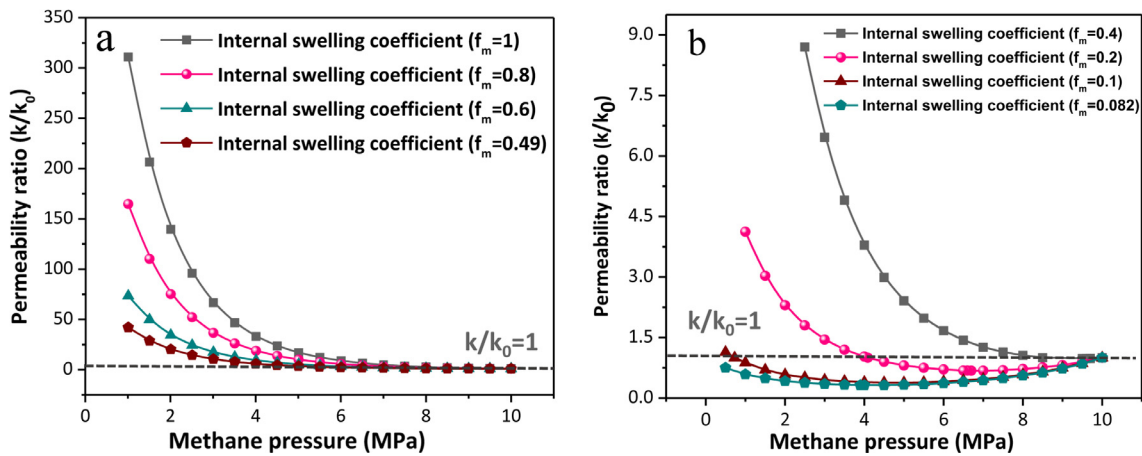 a
350
300
250
200
150
100
50
0
Permeability ratio (k/k₀)
Internal swelling coefficient (fₘ=1)
Internal swelling coefficient (fₘ=0.8)
Internal swelling coefficient (fₘ=0.6)
Internal swelling coefficient (fₘ=0.49)
k/k₀=1
0 2 4 6 8 10
Methane pressure (MPa)
b
9.0
7.5
6.0
4.5
3.0
1.5
0.0
Permeability ratio (k/k₀)
Internal swelling coefficient (fₘ=0.4)
Internal swelling coefficient (fₘ=0.2)
Internal swelling coefficient (fₘ=0.1)
Internal swelling coefficient (fₘ=0.082)
k/k₀=1
0 2 4 6 8 10
Methane pressure (MPa)